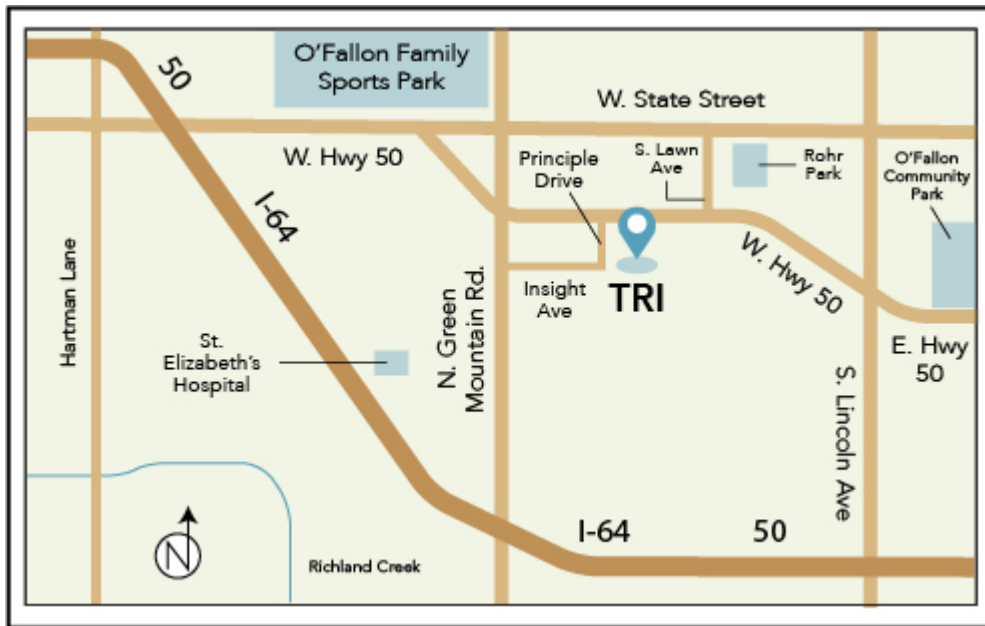 O'Fallon Family
Sports Park
50
W. State Street
W. Hwy 50
Principle
Drive
S. Lawn
Ave
Rohr
Park
O'Fallon
Community
Park
I-64
W. Hwy 50
Hartman Lane
N. Green
Mountain Rd.
Insight
Ave
TRI
St.
Elizabeth's
Hospital
E. Hwy
50
S. Lincoln Ave
I-64
50
N
Richland Creek